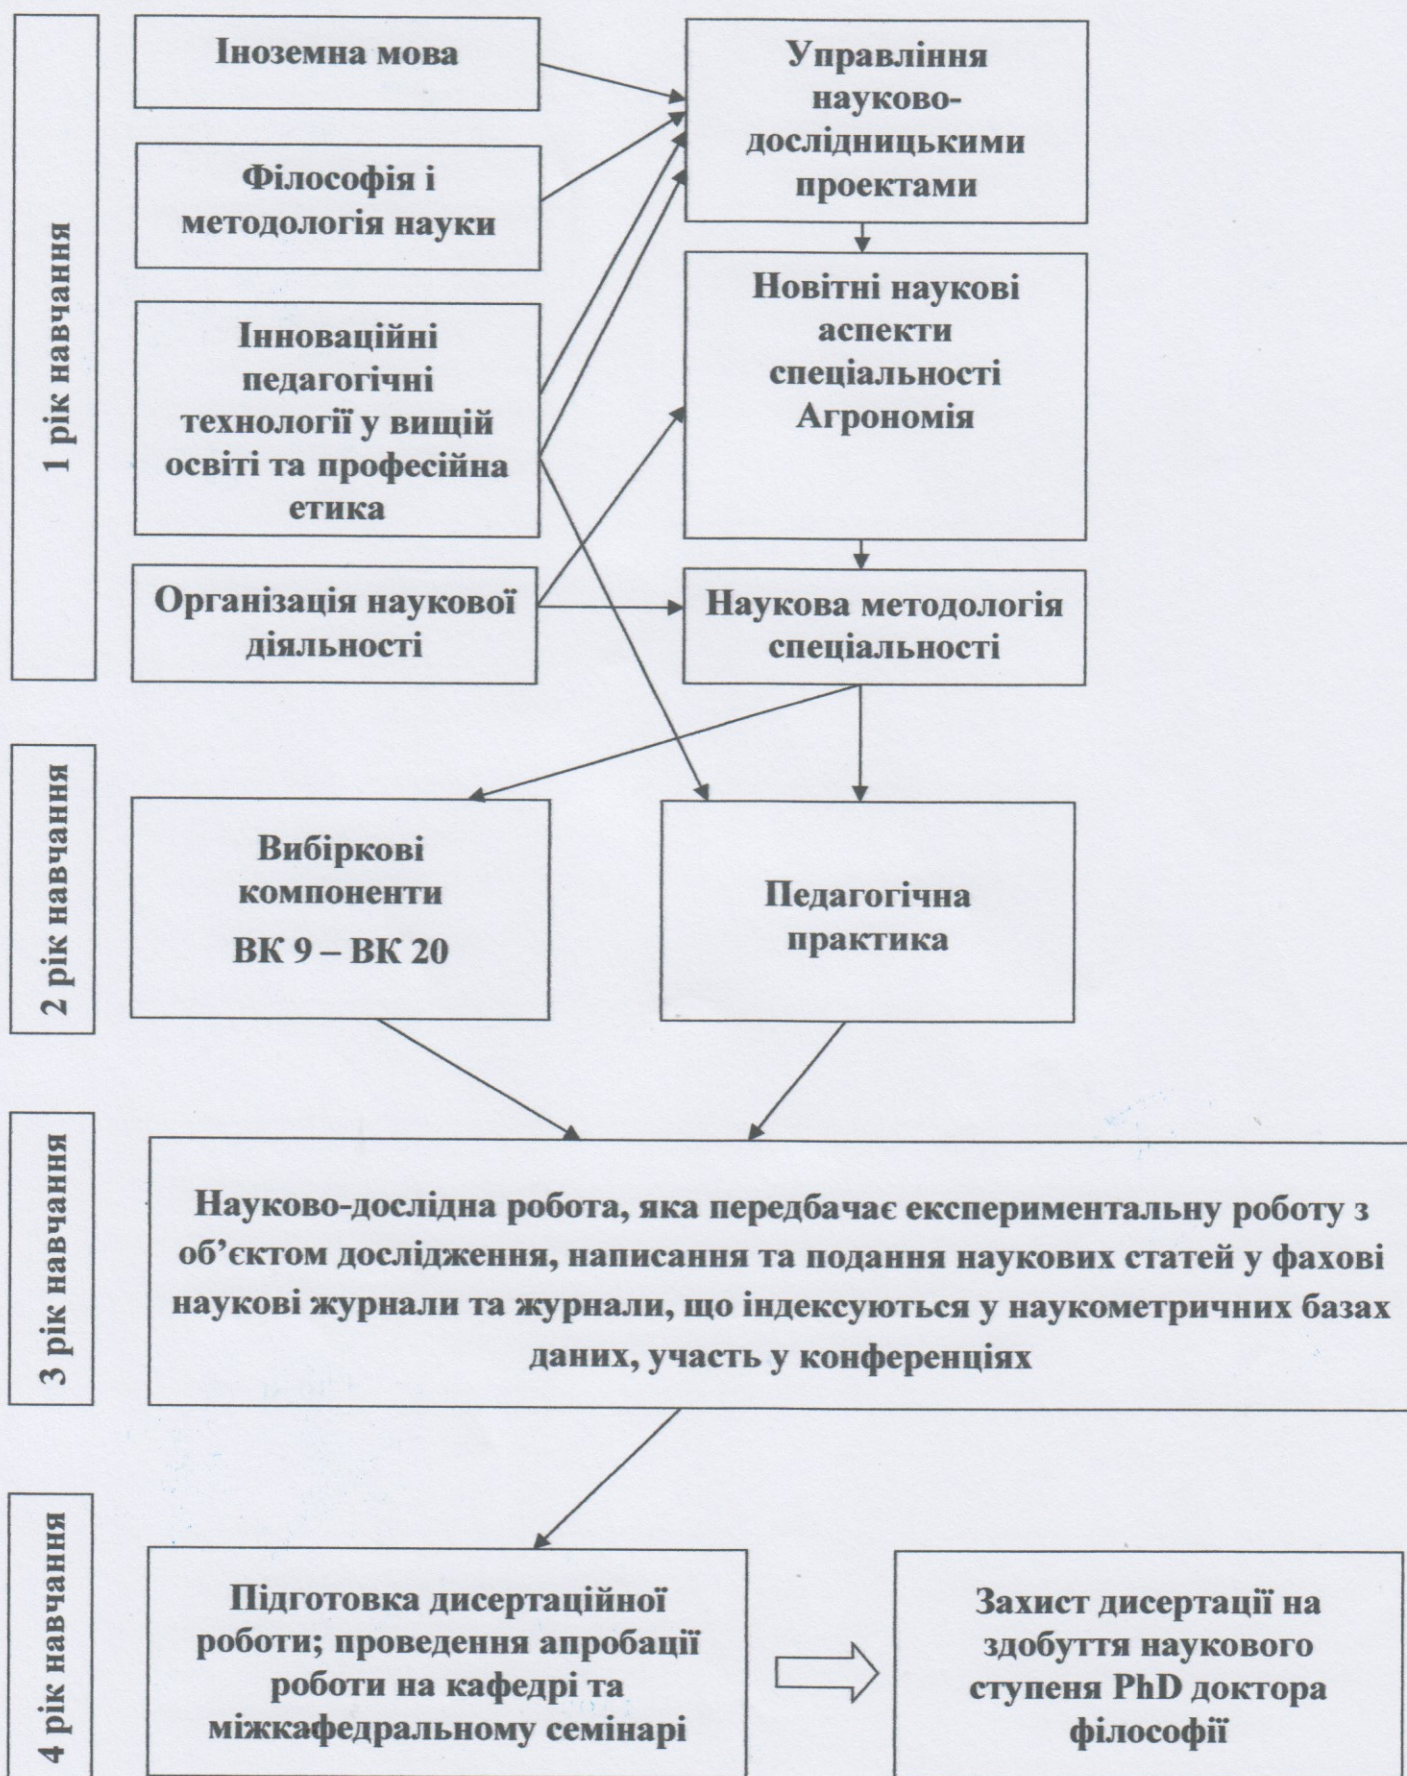 1 рік навчання
Іноземна мова
Управління
науково-
дослідницькими
проектами
Філософія і
методологія науки
Новітні наукові
аспекти
спеціальності
Агрономія
Інноваційні
педагогічні
технології у вищій
освіті та професійна
етика
Організація наукової
діяльності
Наукова методологія
спеціальності
2 рік навчання
Вибіркові
компоненти
ВК 9 – ВК 20
Педагогічна
практика
3 рік навчання
Науково-дослідна робота, яка передбачає експериментальну роботу з
об’єктом дослідження, написання та подання наукових статей у фахові
наукові журнали та журнали, що індексуються у наукометричних базах
даних, участь у конференціях
4 рік навчання
Підготовка дисертаційної
роботи; проведення апробації
роботи на кафедрі та
міжкафедральному семінарі
Захист дисертації на
здобуття наукового
ступеня PhD доктора
філософії